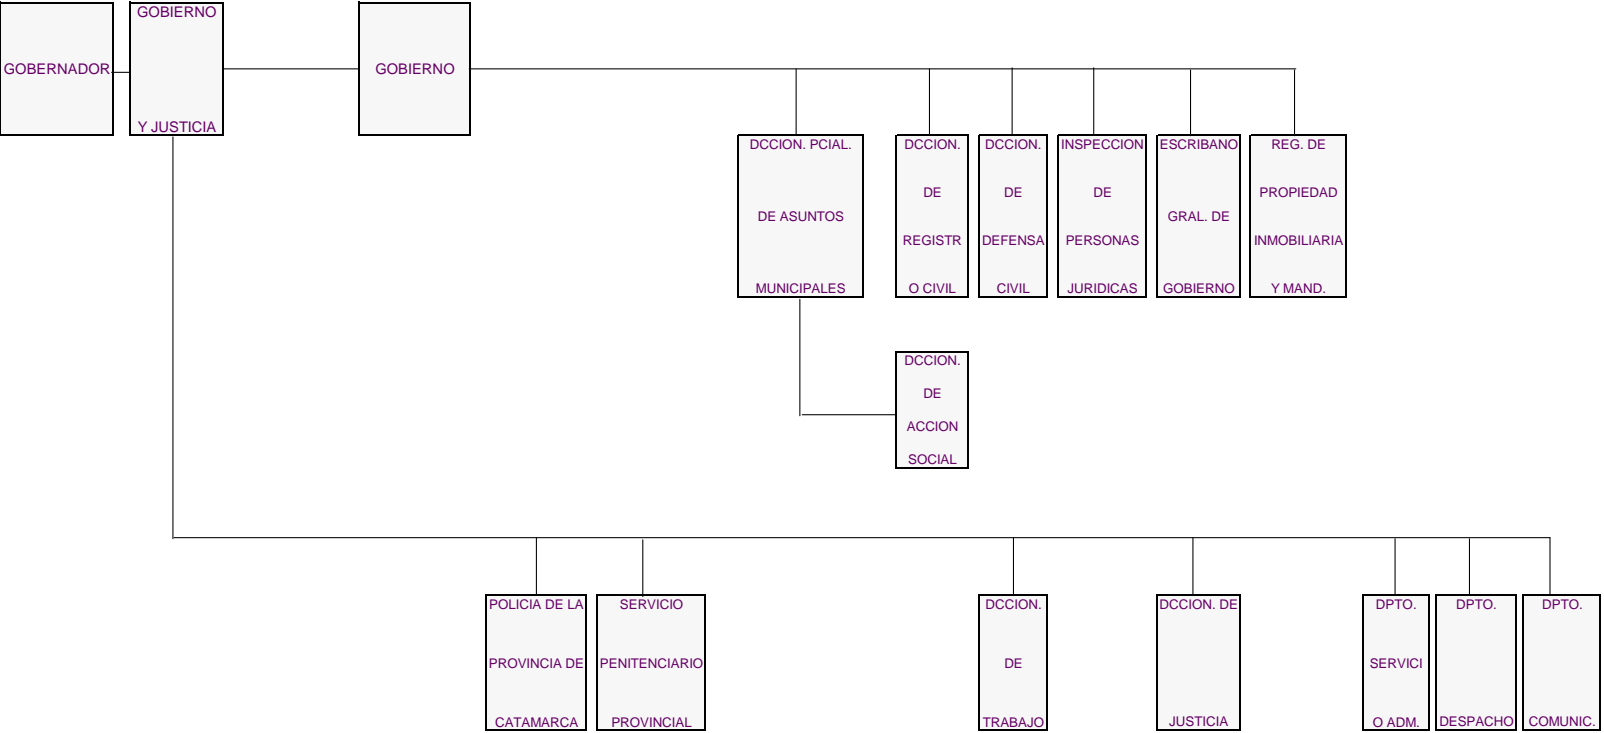 GOBERNADOR
GOBIERNO
Y JUSTICIA
GOBIERNO
DCCION. PCIAL.
DE ASUNTOS
MUNICIPALES
DCCION.
DE
REGISTR
O CIVIL
DCCION.
DE
DEFENSA
CIVIL
INSPECCION
DE
PERSONAS
JURIDICAS
ESCRIBANO
GRAL. DE
GOBIERNO
REG. DE
PROPIEDAD
INMOBILIARIA
Y MAND.
DCCION.
DE
ACCION
SOCIAL
POLICIA DE LA
PROVINCIA DE
CATAMARCA
SERVICIO
PENITENCIARIO
PROVINCIAL
DCCION.
DE
TRABAJO
DCCION. DE
JUSTICIA
DPTO.
SERVICI
O ADM.
DPTO.
DESPACHO
DPTO.
COMUNIC.